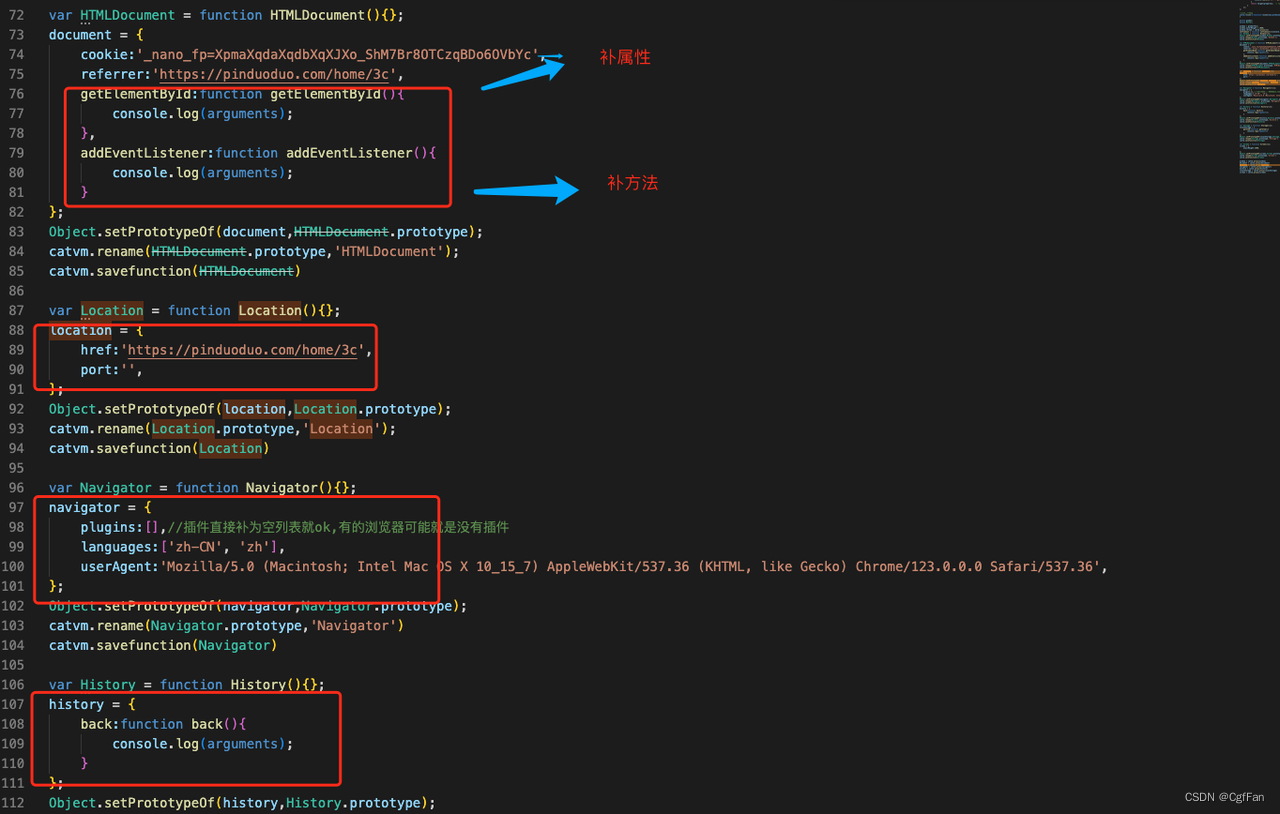 72 var HTMLDocument = function HTMLDocument(){};
73 document = {
74 cookie:'_nano_fp=XpmaXqdaXqdbXqXJXo_ShM7Br8OTCzqBDo6OVbYc', 补属性
75 referrer:'https://pinduoduo.com/home/3c',
76 getElementById:function getElementById(){
77 console.log(arguments);
78 },
79 addEventListener:function addEventListener(){
80 console.log(arguments); 补方法
81 }
82 };
83 Object.setPrototypeOf(document,HTMLDocument.prototype);
84 catvm.rename(HTMLDocument.prototype,'HTMLDocument');
85 catvm.savefunction(HTMLDocument)
86
87 var Location = function Location(){};
88 location = {
89 href:'https://pinduoduo.com/home/3c',
90 port:'',
91 };
92 Object.setPrototypeOf(location,Location.prototype);
93 catvm.rename(Location.prototype,'Location');
94 catvm.savefunction(Location)
95
96 var Navigator = function Navigator(){};
97 navigator = {
98 plugins:[],//插件直接补为空列表就ok,有的浏览器可能就是没有插件
99 languages:['zh-CN', 'zh'],
100 userAgent:'Mozilla/5.0 (Macintosh; Intel Mac OS X 10_15_7) AppleWebKit/537.36 (KHTML, like Gecko) Chrome/123.0.0.0 Safari/537.36',
101 };
102 Object.setPrototypeOf(navigator,Navigator.prototype);
103 catvm.rename(Navigator.prototype,'Navigator')
104 catvm.savefunction(Navigator)
105
106 var History = function History(){};
107 history = {
108 back:function back(){
109 console.log(arguments);
110 }
111 };
112 Object.setPrototypeOf(history,History.prototype);
CSDN @CgfFan